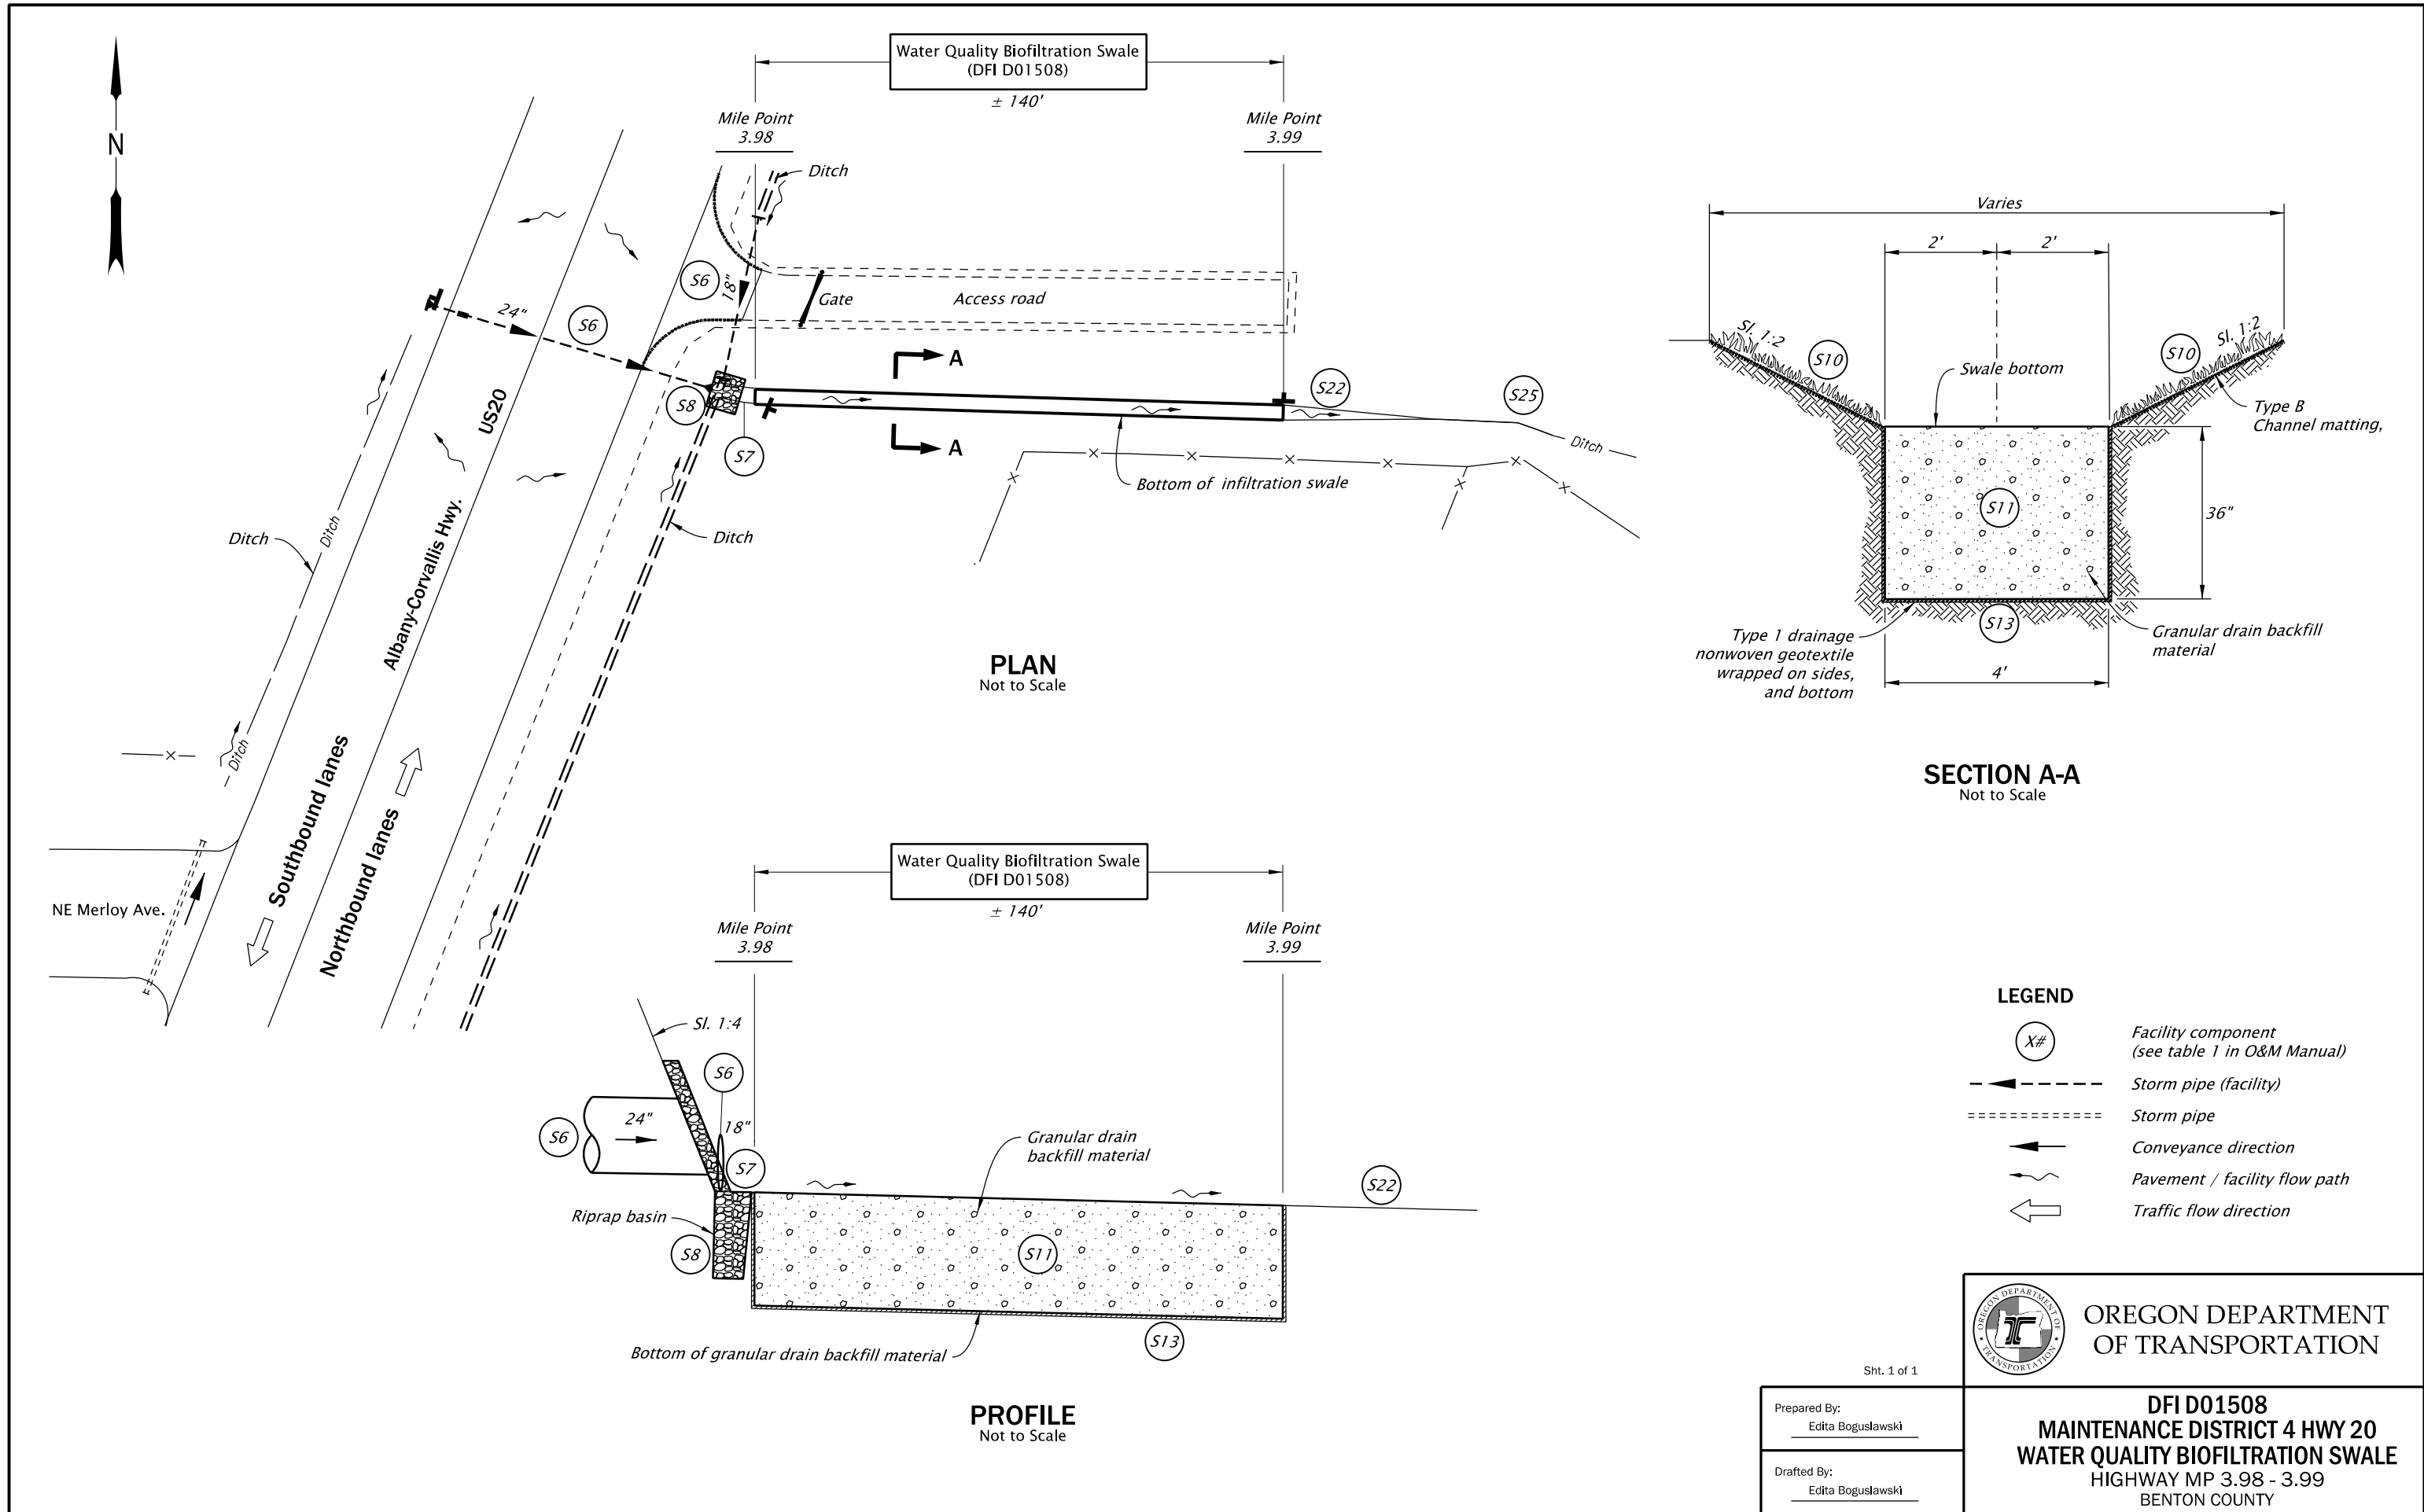 Water Quality Biofiltration Swale
(DFI D01508)
± 140'
Mile Point
3.98
Mile Point
3.99
N
Ditch
S6
18"
Gate
Access road
24"
S6
A
A
S8
S7
S22
S25
Ditch
Bottom of infiltration swale
US20
Albany-Corvallis Hwy.
Ditch
Ditch
Ditch
Ditch
Southbound lanes
Northbound lanes
NE Merloy Ave.
PLAN
Not to Scale
Varies
2'
2'
Sl. 1:2
Sl. 1:2
S10
S10
Swale bottom
Type B
Channel matting,
S11
36"
S13
Type 1 drainage
nonwoven geotextile
wrapped on sides,
and bottom
Granular drain backfill
material
4'
SECTION A-A
Not to Scale
Water Quality Biofiltration Swale
(DFI D01508)
± 140'
Mile Point
3.98
Mile Point
3.99
Sl. 1:4
S6
24"
18"
S6
S7
Granular drain
backfill material
S22
Riprap basin
S8
S11
S13
Bottom of granular drain backfill material
PROFILE
Not to Scale
LEGEND
X#
Facility component
(see table 1 in O&M Manual)
Storm pipe (facility)
Storm pipe
Conveyance direction
Pavement / facility flow path
Traffic flow direction
Sht. 1 of 1
OREGON DEPARTMENT OF
TRANSPORTATION
OREGON DEPARTMENT
OF TRANSPORTATION
Prepared By:
Edita Boguslawski
Drafted By:
Edita Boguslawski
DFI D01508
MAINTENANCE DISTRICT 4 HWY 20
WATER QUALITY BIOFILTRATION SWALE
HIGHWAY MP 3.98 - 3.99
BENTON COUNTY